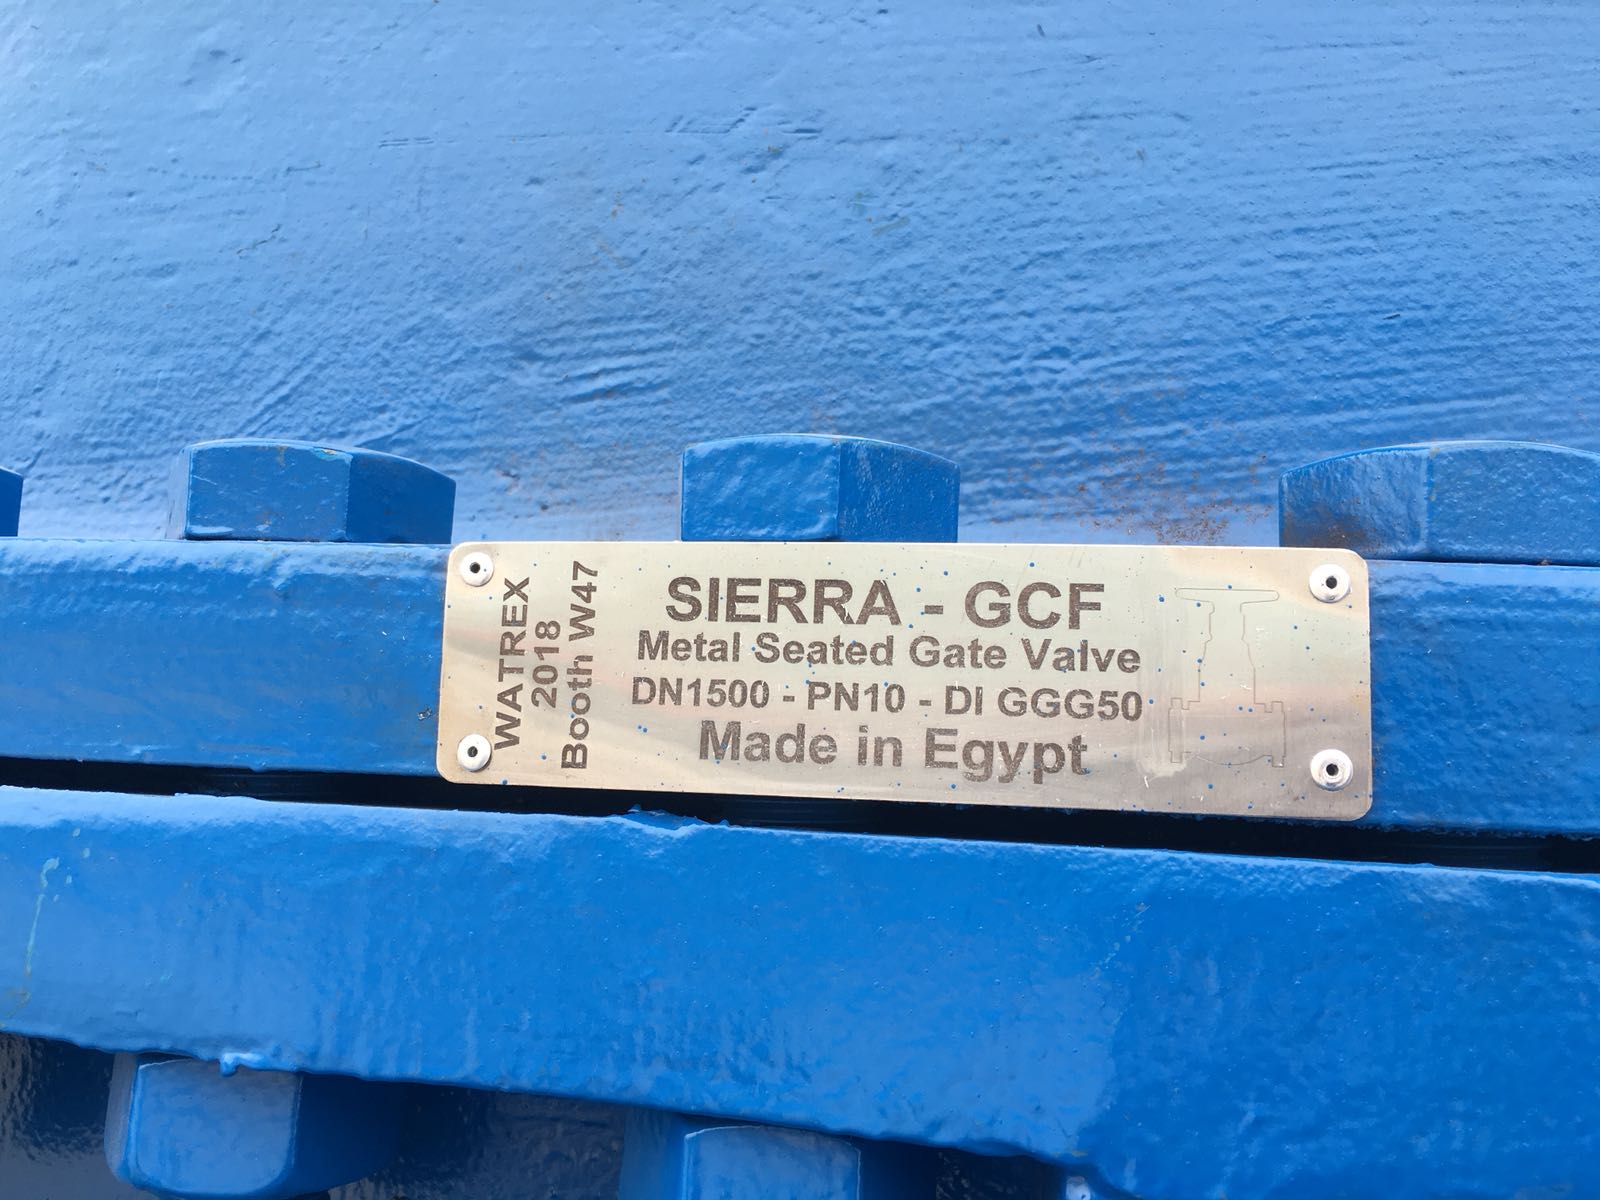 WATREX
2018
Booth W47
SIERRA - GCF
Metal Seated Gate Valve
DN1500 - PN10 - DI GGG50
Made in Egypt